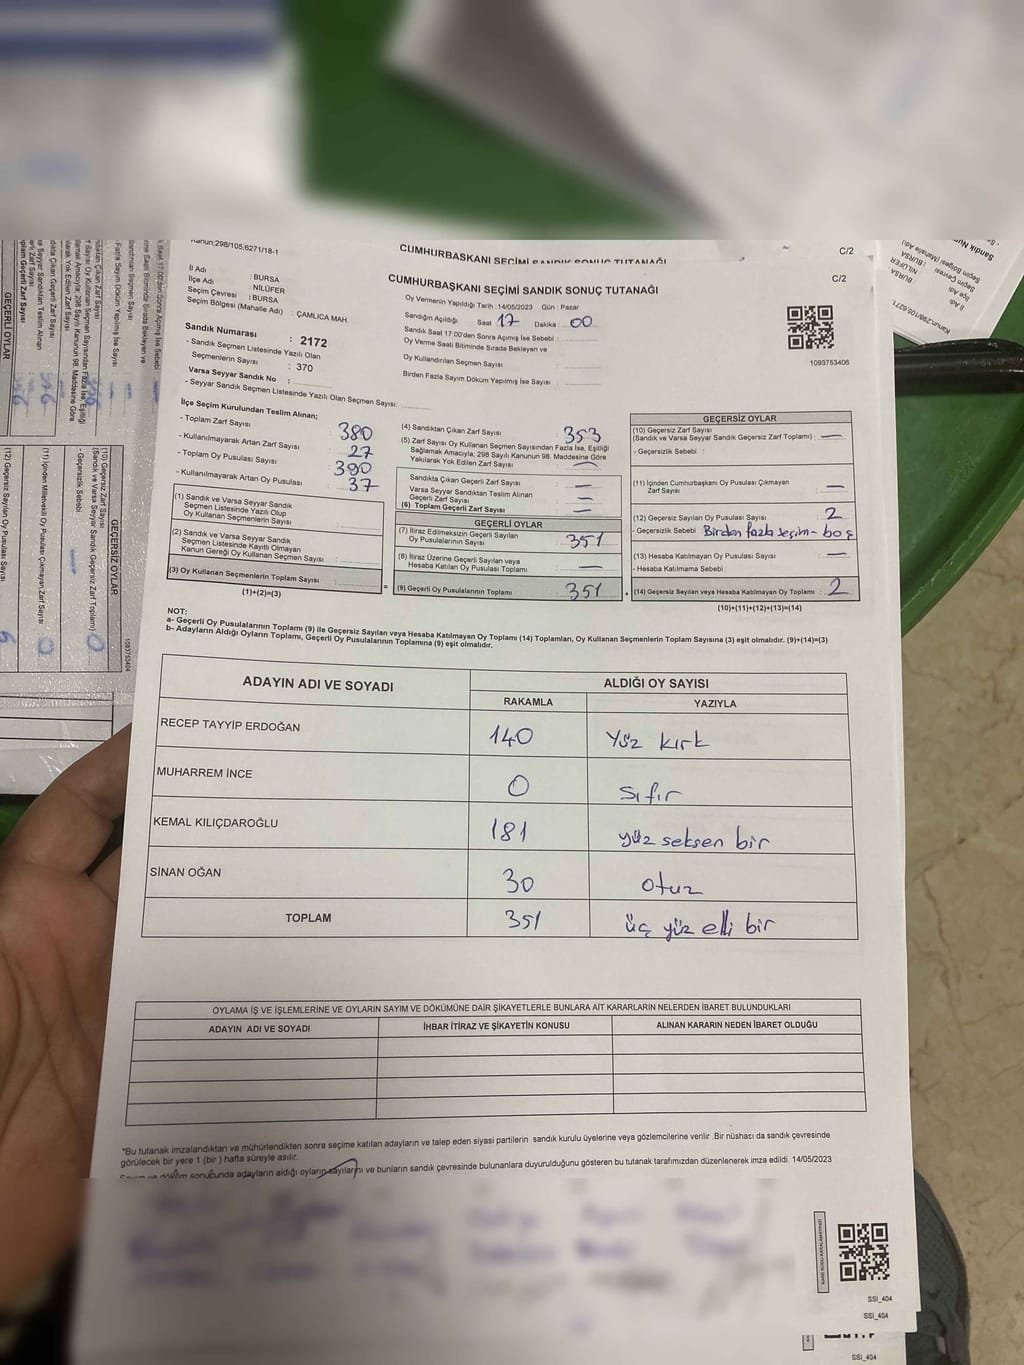 Kanun;298/105,6271/18-1
CUMHURBAŞKANI SEÇİMİ SANDIK SONUÇ TUTANAĞI
C/2
CUMHURBAŞKANI SEÇİMİ SANDIK SONUÇ TUTANAĞI
C/2
İl Adı : BURSA
İlçe Adı : NİLÜFER
Seçim Çevresi : BURSA
Seçim Bölgesi (Mahalle Adı) : ÇAMLICA MAH.
Oy Vermenin Yapıldığı Tarih : 14/05/2023 Gün : Pazar
Sandığın Açıldığı Saat 17 Dakika : 00
Sandık Saat 17.00'den Sonra Açılmış İse Sebebi :
Oy Verme Saati Bitiminde Sırada Bekleyen ve
Oy Kullandırılan Seçmen Sayısı :
Birden Fazla Sayım Döküm Yapılmış İse Sayısı :
1093753406
Sandık Numarası : 2172
- Sandık Seçmen Listesinde Yazılı Olan
Seçmenlerin Sayısı : 370
Varsa Seyyar Sandık No :
- Seyyar Sandık Seçmen Listesinde Yazılı Olan Seçmen Sayısı:
İlçe Seçim Kurulundan Teslim Alınan;
- Toplam Zarf Sayısı : 380
- Kullanılmayarak Artan Zarf Sayısı : 27
- Toplam Oy Pusulası Sayısı : 390
- Kullanılmayarak Artan Oy Pusulası : 37
(1) Sandık ve Varsa Seyyar Sandık
Seçmen Listesinde Yazılı Olup
Oy Kullanan Seçmenlerin Sayısı :
(2) Sandık ve Varsa Seyyar Sandık
Seçmen Listesinde Kayıtlı Olmayan
Kanun Gereği Oy Kullanan Seçmen Sayısı :
(3) Oy Kullanan Seçmenlerin Toplam Sayısı :
(1)+(2)=(3)
(4) Sandıktan Çıkan Zarf Sayısı : 353
(5) Zarf Sayısı Oy Kullanan Seçmen Sayısından Fazla İse, Eşitliği
Sağlamak Amacıyla; 298 Sayılı Kanunun 98. Maddesine Göre
Yakılarak Yok Edilen Zarf Sayısı : —
Sandıkta Çıkan Geçerli Zarf Sayısı : —
Varsa Seyyar Sandıktan Teslim Alınan
Geçerli Zarf Sayısı : —
(6) Toplam Geçerli Zarf Sayısı : —
GEÇERLİ OYLAR
(7) İtiraz Edilmeksizin Geçerli Sayılan
Oy Pusulalarının Sayısı : 351
(8) İtiraz Üzerine Geçerli Sayılan veya
Hesaba Katılan Oy Pusulası Toplamı : —
= (9) Geçerli Oy Pusulalarının Toplamı : 351 +
GEÇERSİZ OYLAR
(10) Geçersiz Zarf Sayısı
(Sandık ve Varsa Seyyar Sandık Geçersiz Zarf Toplamı) : —
- Geçersizlik Sebebi :
(11) İçinden Cumhurbaşkanı Oy Pusulası Çıkmayan
Zarf Sayısı : —
(12) Geçersiz Sayılan Oy Pusulası Sayısı : 2
- Geçersizlik Sebebi : Birden fazla seçim - boş
(13) Hesaba Katılmayan Oy Pusulası Sayısı : —
- Hesaba Katılmama Sebebi :
(14) Geçersiz Sayılan veya Hesaba Katılmayan Oy Toplamı : 2
(10)+(11)+(12)+(13)=(14)
NOT:
a- Geçerli Oy Pusulalarının Toplamı (9) ile Geçersiz Sayılan veya Hesaba Katılmayan Oy Toplamı (14) Toplamları, Oy Kullanan Seçmenlerin Toplam Sayısına (3) eşit olmalıdır. (9)+(14)=(3)
b- Adayların Aldığı Oyların Toplamı, Geçerli Oy Pusulalarının Toplamına (9) eşit olmalıdır.
ADAYIN ADI VE SOYADI
ALDIĞI OY SAYISI
RAKAMLA YAZIYLA
RECEP TAYYİP ERDOĞAN 140 Yüz kırk
MUHARREM İNCE 0 sıfır
KEMAL KILIÇDAROĞLU 181 yüz seksen bir
SİNAN OĞAN 30 otuz
TOPLAM 351 üç yüz elli bir
OYLAMA İŞ VE İŞLEMLERİNE VE OYLARIN SAYIM VE DÖKÜMÜNE DAİR ŞİKAYETLERLE BUNLARA AİT KARARLARIN NELERDEN İBARET BULUNDUKLARI
ADAYIN ADI VE SOYADI İHBAR İTİRAZ VE ŞİKAYETİN KONUSU ALINAN KARARIN NEDEN İBARET OLDUĞU
*Bu tutanak imzalandıktan ve mühürlendikten sonra seçime katılan adayların ve talep eden siyasi partilerin sandık kurulu üyelerine veya gözlemcilerine verilir .Bir nüshası da sandık çevresinde
görülecek bir yere 1 (bir ) hafta süreyle asılır.
Sayım ve döküm sonucunda adayların aldığı oyların sayılarını ve bunların sandık çevresinde bulunanlara duyurulduğunu gösteren bu tutanak tarafımızdan düzenlenerek imza edildi. 14/05/2023
SSI_404
SSI_404
SSI_404